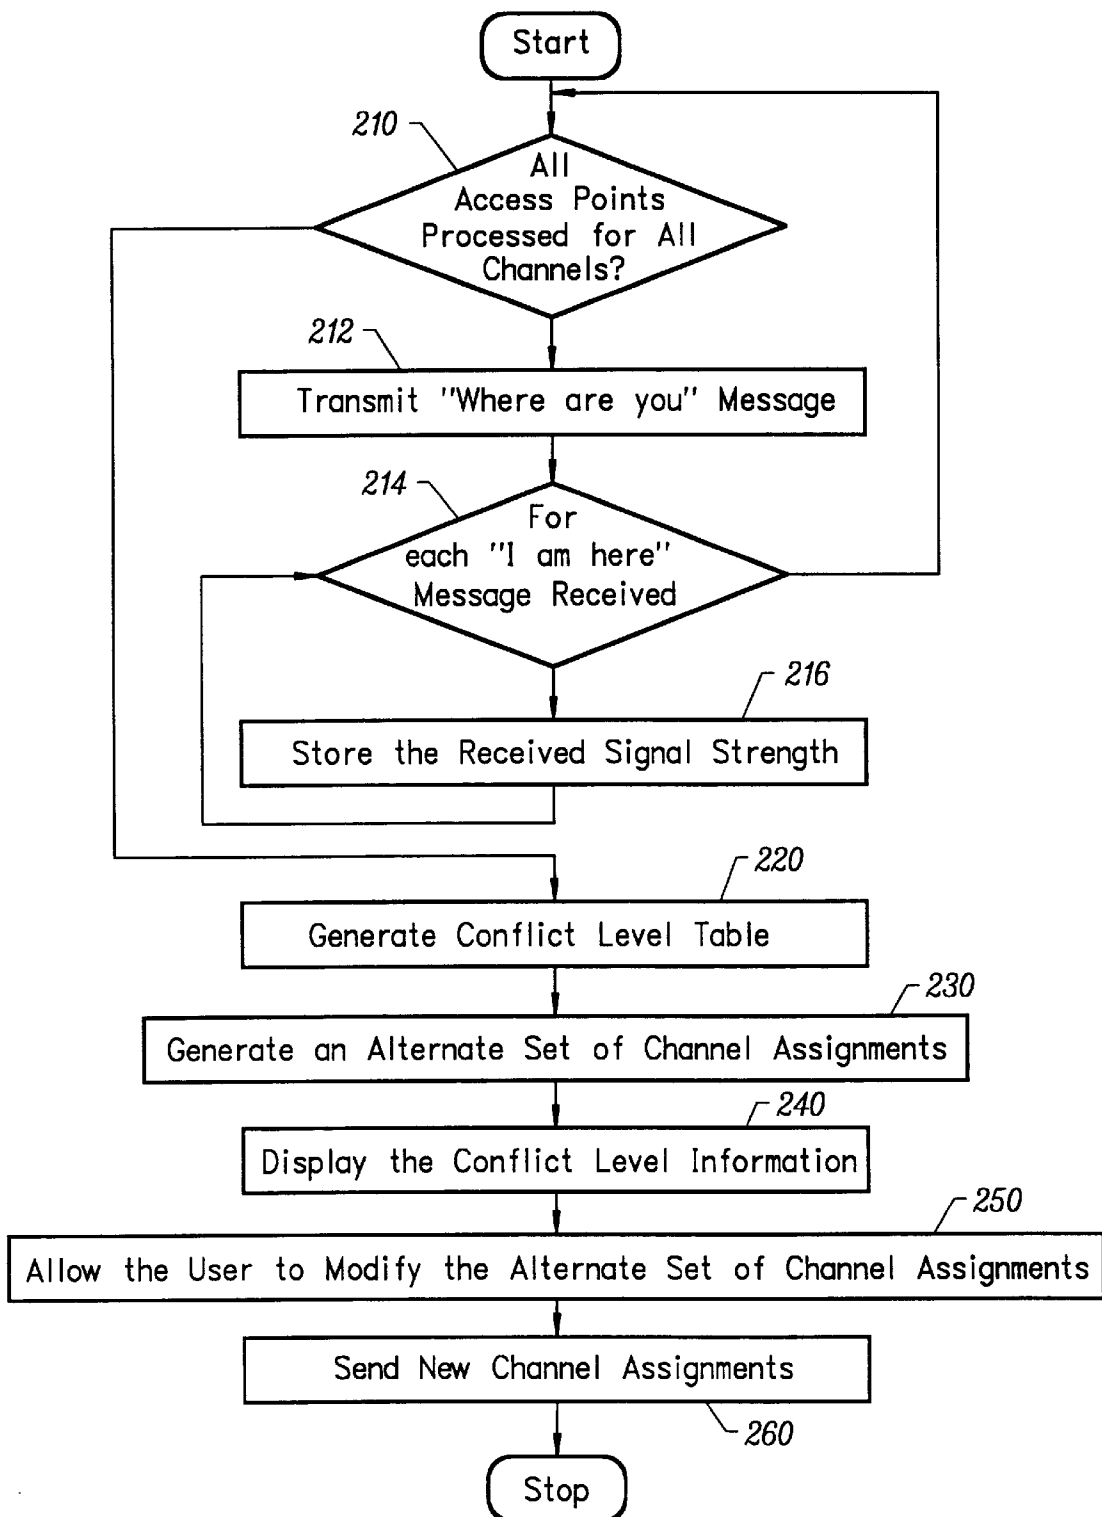 Start
210
All
Access Points
Processed for All
Channels?
212
Transmit "Where are you" Message
214
For
each "I am here"
Message Received
216
Store the Received Signal Strength
220
Generate Conflict Level Table
230
Generate an Alternate Set of Channel Assignments
240
Display the Conflict Level Information
250
Allow the User to Modify the Alternate Set of Channel Assignments
Send New Channel Assignments
260
Stop